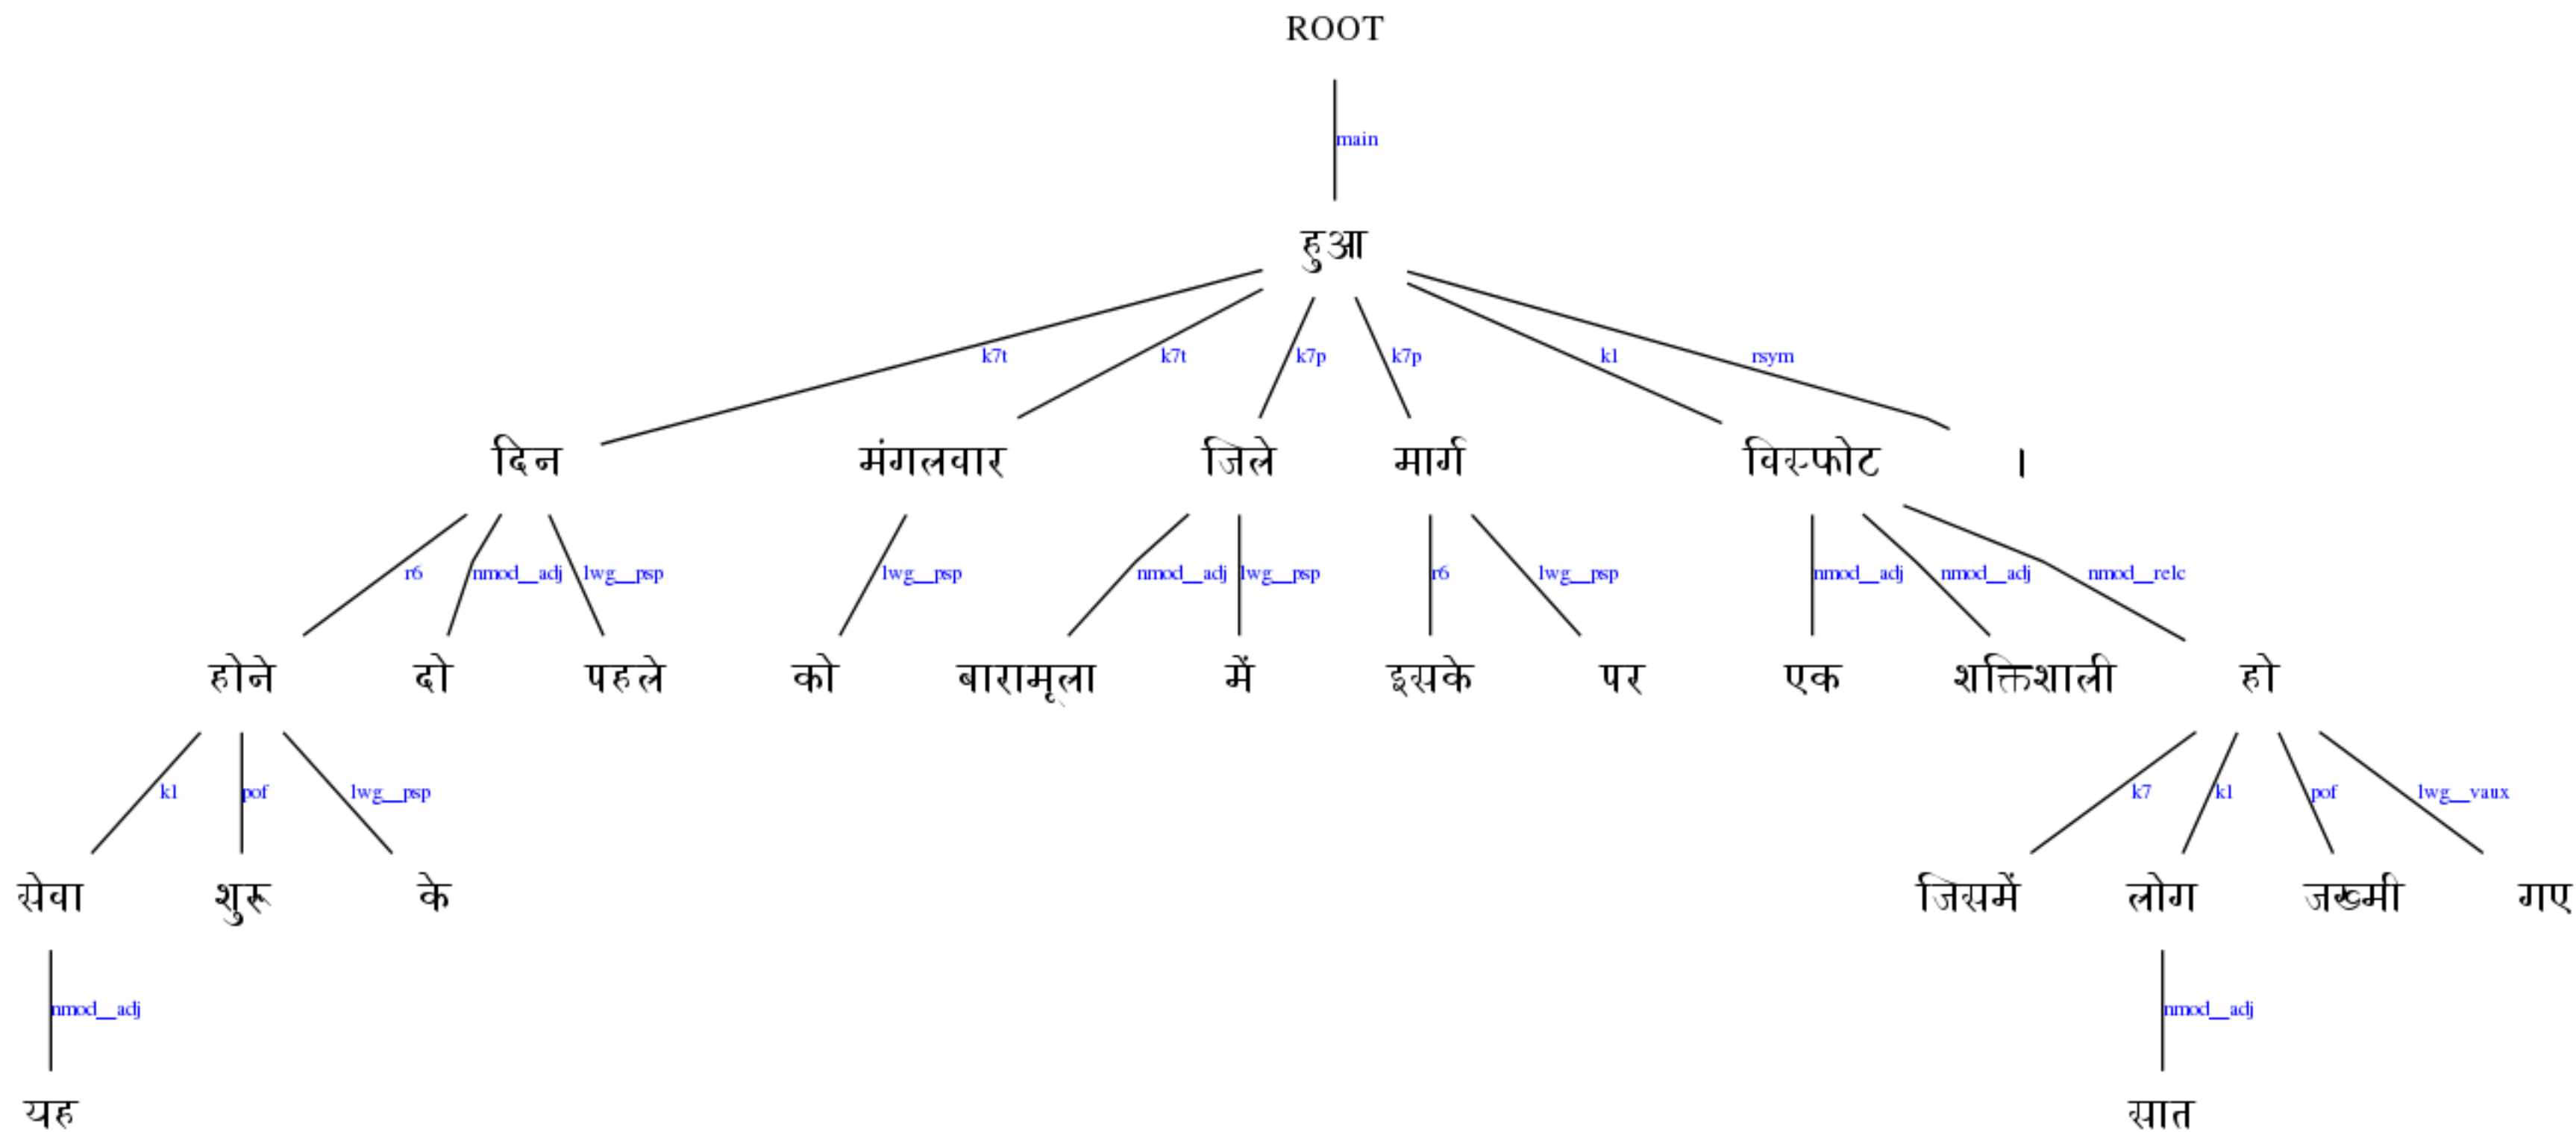 ROOT
main
हुआ
k7t k7t k7p k7p k1 rsym
दिन मंगलवार जिले मार्ग विस्फोट ।
r6 nmod__adj lwg__psp lwg__psp nmod__adj lwg__psp r6 lwg__psp nmod__adj nmod__adj nmod__relc
होने दो पहले को बारामूला में इसके पर एक शक्तिशाली हो
k1 pof lwg__psp k7 k1 pof lwg__vaux
सेवा शुरू के जिसमें लोग जख्मी गए
nmod__adj nmod__adj
यह सात